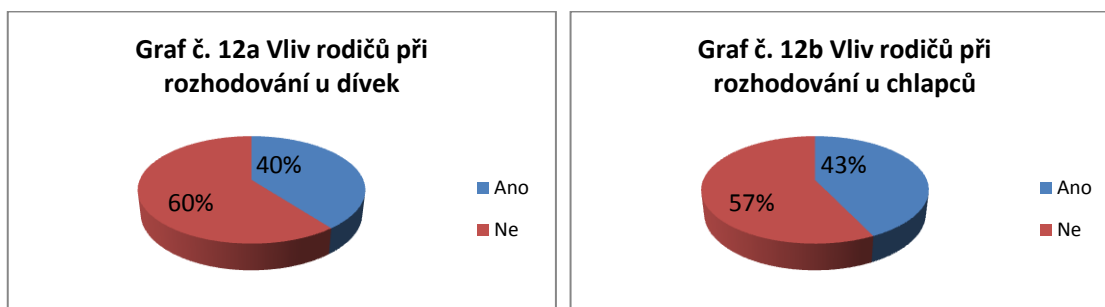 Graf č. 12a Vliv rodičů při
rozhodování u dívek
40%
60%
Ano
Ne
Graf č. 12b Vliv rodičů při
rozhodování u chlapců
43%
57%
Ano
Ne